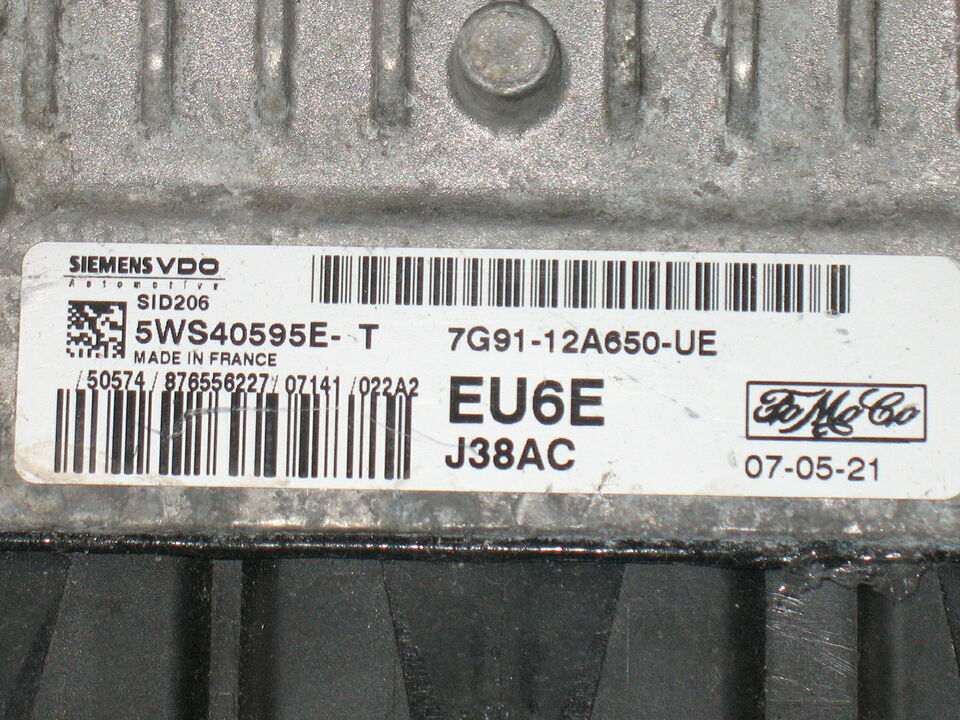 SIEMENS VDO
Automotive
SID206
5WS40595E- T
MADE IN FRANCE
/ 50574 / 876556227 / 07141 / 022A2
7G91-12A650-UE
EU6E
J38AC
FoMoCo
07-05-21